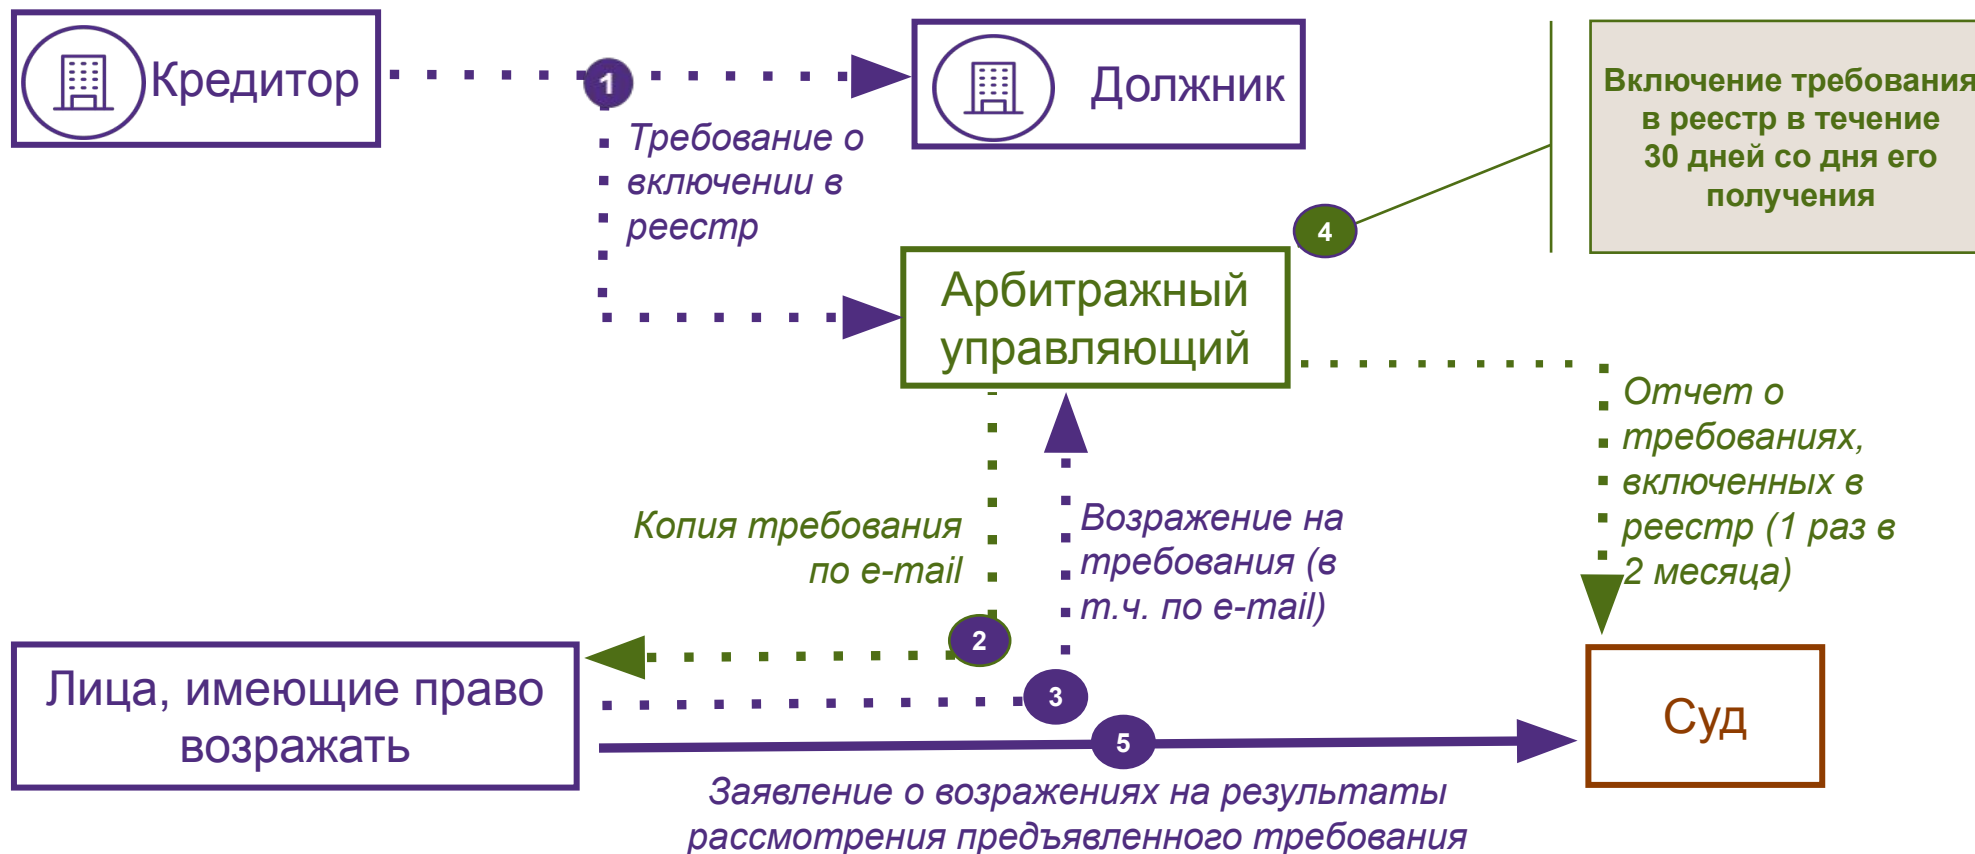 Кредитор
1
Должник
Требование о
включении в
реестр
Включение требования
в реестр в течение
30 дней со дня его
получения
4
Арбитражный
управляющий
Отчет о
требованиях,
включенных в
реестр (1 раз в
2 месяца)
Копия требования
по e-mail
Возражение на
требования (в
т.ч. по e-mail)
2
3
Лица, имеющие право
возражать
5
Суд
Заявление о возражениях на результаты
рассмотрения предъявленного требования